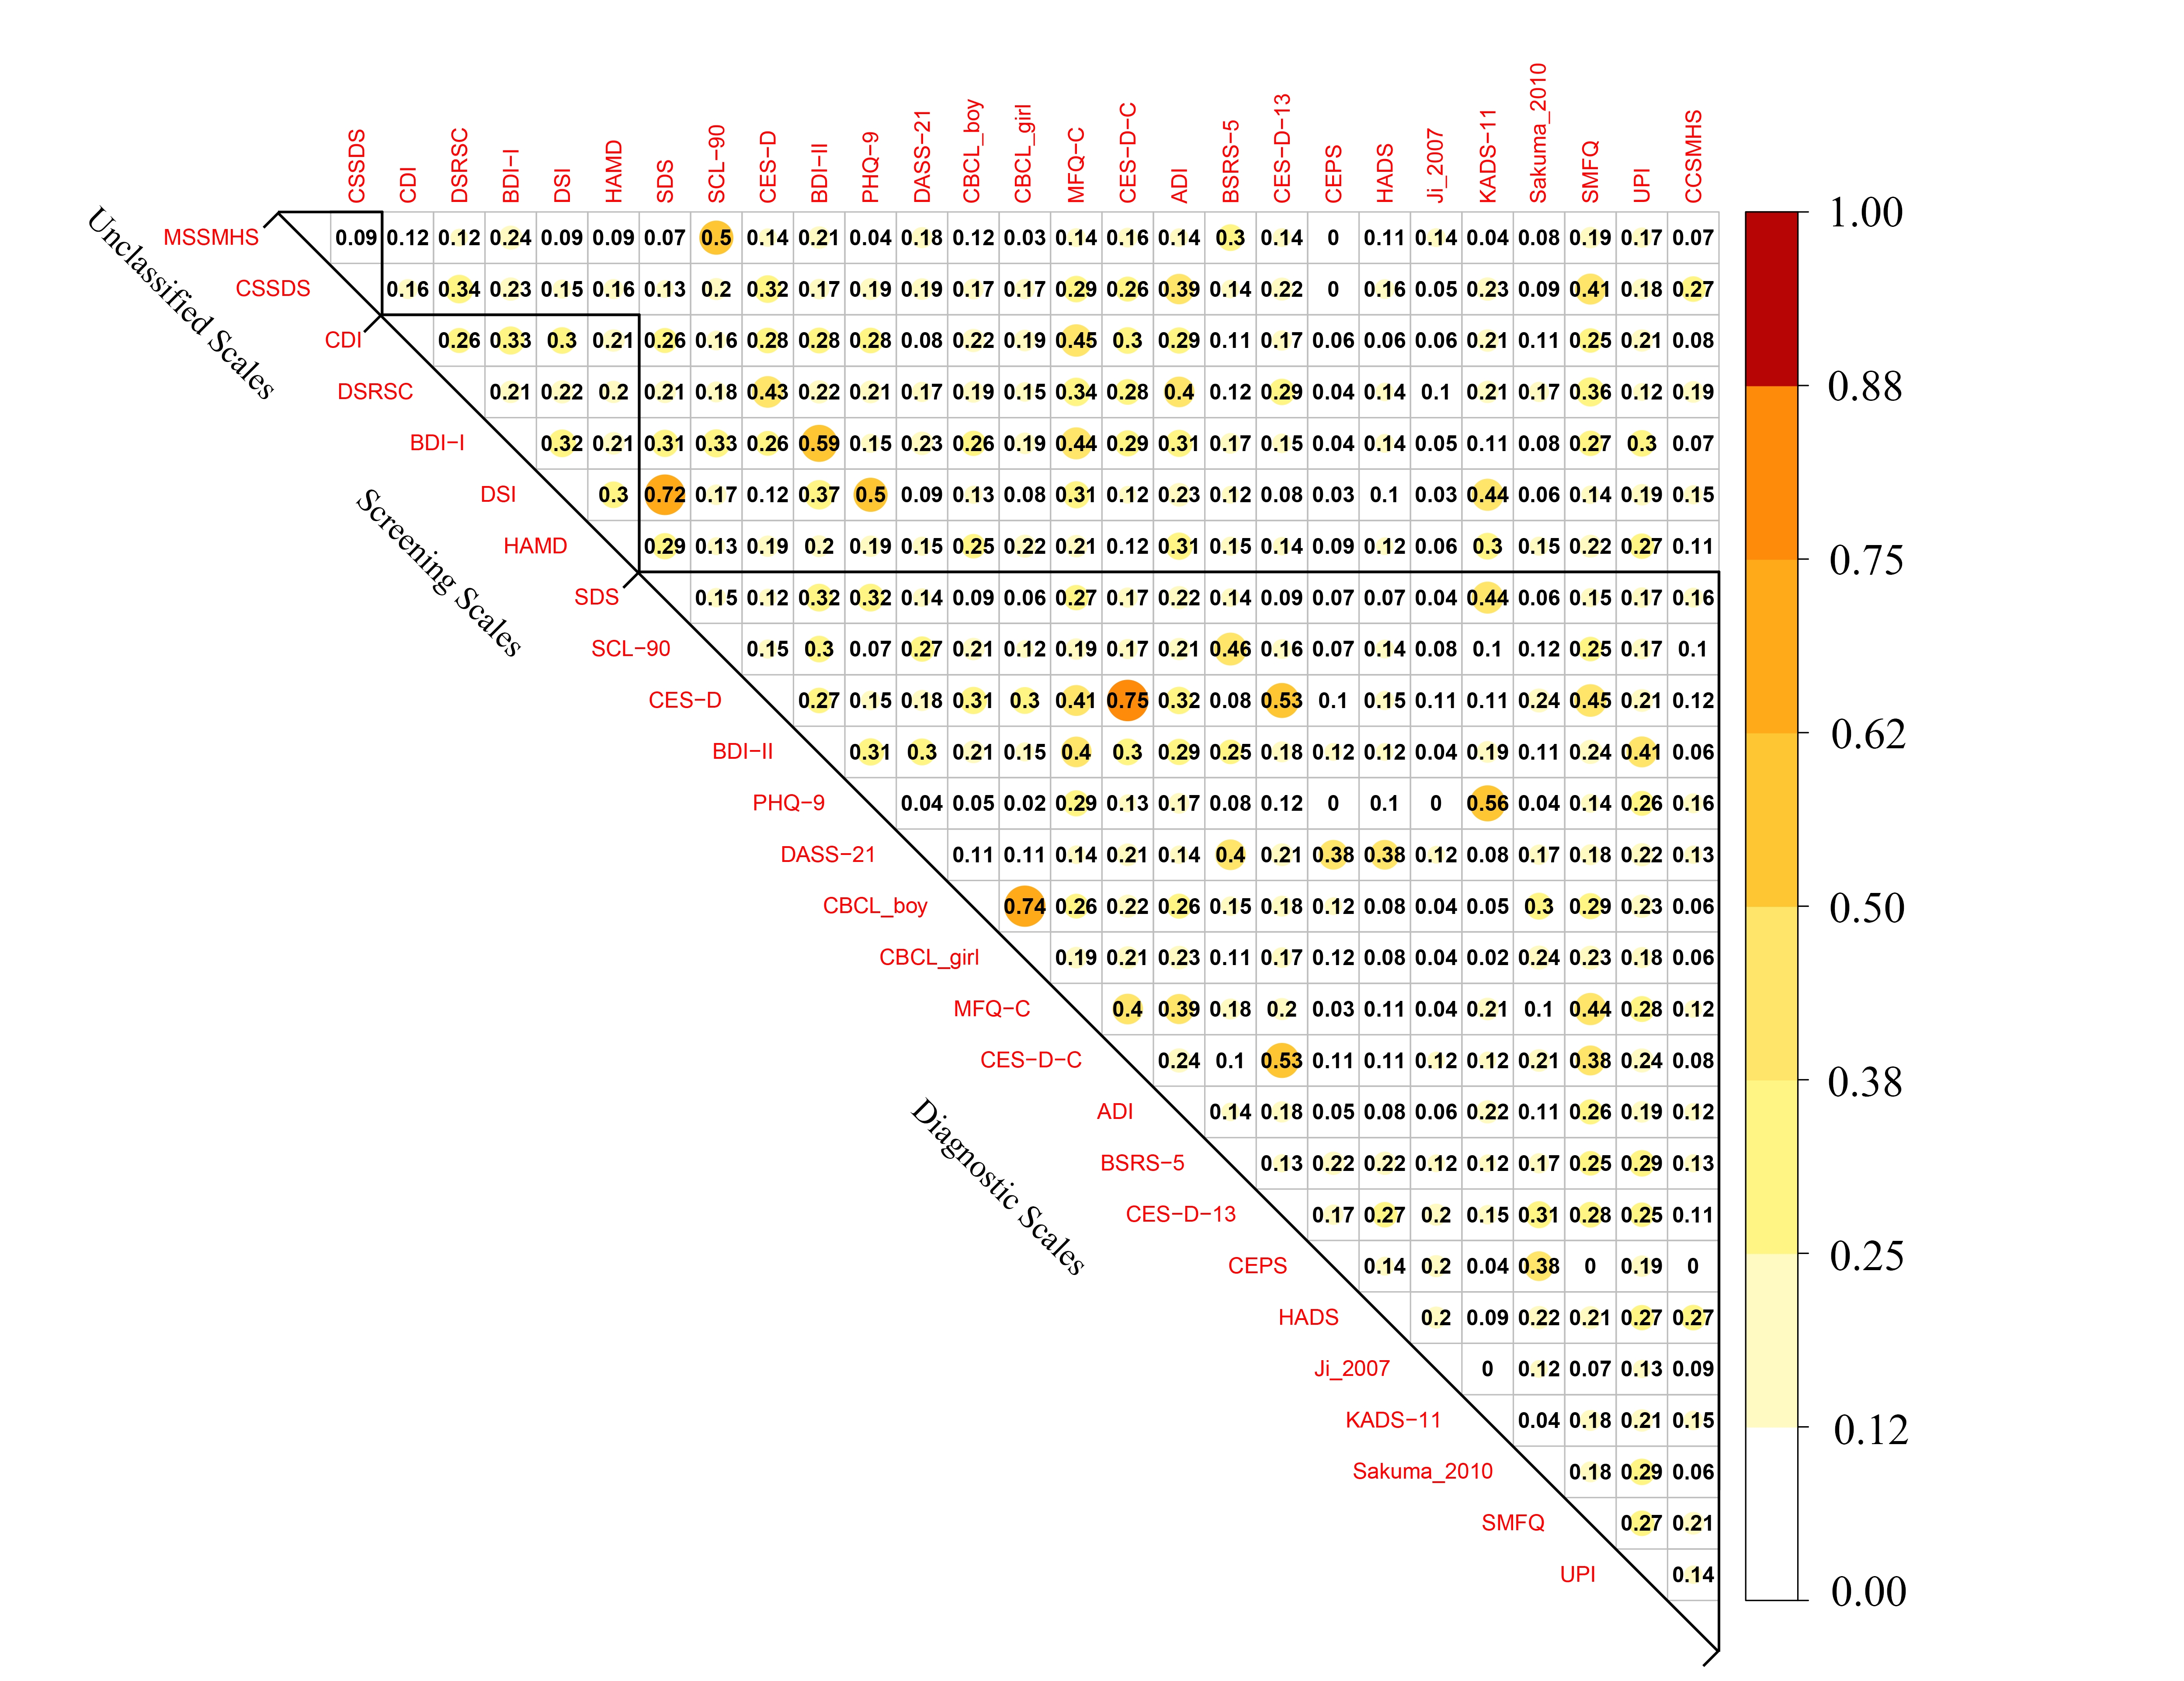 CSSDS CDI DSRSC BDI−I DSI HAMD SDS SCL−90 CES−D BDI−II PHQ−9 DASS−21 CBCL_boy CBCL_girl MFQ−C CES−D−C ADI BSRS−5 CES−D−13 CEPS HADS Ji_2007 KADS−11 Sakuma_2010 SMFQ UPI CCSMHS
MSSMHS 0.09 0.12 0.12 0.24 0.09 0.09 0.07 0.5 0.14 0.21 0.04 0.18 0.12 0.03 0.14 0.16 0.14 0.3 0.14 0 0.11 0.14 0.04 0.08 0.19 0.17 0.07
CSSDS 0.16 0.34 0.23 0.15 0.16 0.13 0.2 0.32 0.17 0.19 0.19 0.17 0.17 0.29 0.26 0.39 0.14 0.22 0 0.16 0.05 0.23 0.09 0.41 0.18 0.27
CDI 0.26 0.33 0.3 0.21 0.26 0.16 0.28 0.28 0.28 0.08 0.22 0.19 0.45 0.3 0.29 0.11 0.17 0.06 0.06 0.06 0.21 0.11 0.25 0.21 0.08
DSRSC 0.21 0.22 0.2 0.21 0.18 0.43 0.22 0.21 0.17 0.19 0.15 0.34 0.28 0.4 0.12 0.29 0.04 0.14 0.1 0.21 0.17 0.36 0.12 0.19
BDI−I 0.32 0.21 0.31 0.33 0.26 0.59 0.15 0.23 0.26 0.19 0.44 0.29 0.31 0.17 0.15 0.04 0.14 0.05 0.11 0.08 0.27 0.3 0.07
DSI 0.3 0.72 0.17 0.12 0.37 0.5 0.09 0.13 0.08 0.31 0.12 0.23 0.12 0.08 0.03 0.1 0.03 0.44 0.06 0.14 0.19 0.15
HAMD 0.29 0.13 0.19 0.2 0.19 0.15 0.25 0.22 0.21 0.12 0.31 0.15 0.14 0.09 0.12 0.06 0.3 0.15 0.22 0.27 0.11
SDS 0.15 0.12 0.32 0.32 0.14 0.09 0.06 0.27 0.17 0.22 0.14 0.09 0.07 0.07 0.04 0.44 0.06 0.15 0.17 0.16
SCL−90 0.15 0.3 0.07 0.27 0.21 0.12 0.19 0.17 0.21 0.46 0.16 0.07 0.14 0.08 0.1 0.12 0.25 0.17 0.1
CES−D 0.27 0.15 0.18 0.31 0.3 0.41 0.75 0.32 0.08 0.53 0.1 0.15 0.11 0.11 0.24 0.45 0.21 0.12
BDI−II 0.31 0.3 0.21 0.15 0.4 0.3 0.29 0.25 0.18 0.12 0.12 0.04 0.19 0.11 0.24 0.41 0.06
PHQ−9 0.04 0.05 0.02 0.29 0.13 0.17 0.08 0.12 0 0.1 0 0.56 0.04 0.14 0.26 0.16
DASS−21 0.11 0.11 0.14 0.21 0.14 0.4 0.21 0.38 0.38 0.12 0.08 0.17 0.18 0.22 0.13
CBCL_boy 0.74 0.26 0.22 0.26 0.15 0.18 0.12 0.08 0.04 0.05 0.3 0.29 0.23 0.06
CBCL_girl 0.19 0.21 0.23 0.11 0.17 0.12 0.08 0.04 0.02 0.24 0.23 0.18 0.06
MFQ−C 0.4 0.39 0.18 0.2 0.03 0.11 0.04 0.21 0.1 0.44 0.28 0.12
CES−D−C 0.24 0.1 0.53 0.11 0.11 0.12 0.12 0.21 0.38 0.24 0.08
ADI 0.14 0.18 0.05 0.08 0.06 0.22 0.11 0.26 0.19 0.12
BSRS−5 0.13 0.22 0.22 0.12 0.12 0.17 0.25 0.29 0.13
CES−D−13 0.17 0.27 0.2 0.15 0.31 0.28 0.25 0.11
CEPS 0.14 0.2 0.04 0.38 0 0.19 0
HADS 0.2 0.09 0.22 0.21 0.27 0.27
Ji_2007 0 0.12 0.07 0.13 0.09
KADS−11 0.04 0.18 0.21 0.15
Sakuma_2010 0.18 0.29 0.06
SMFQ 0.27 0.21
UPI 0.14
Unclassified Scales
Screening Scales
Diagnostic Scales
1.00
0.88
0.75
0.62
0.50
0.38
0.25
0.12
0.00